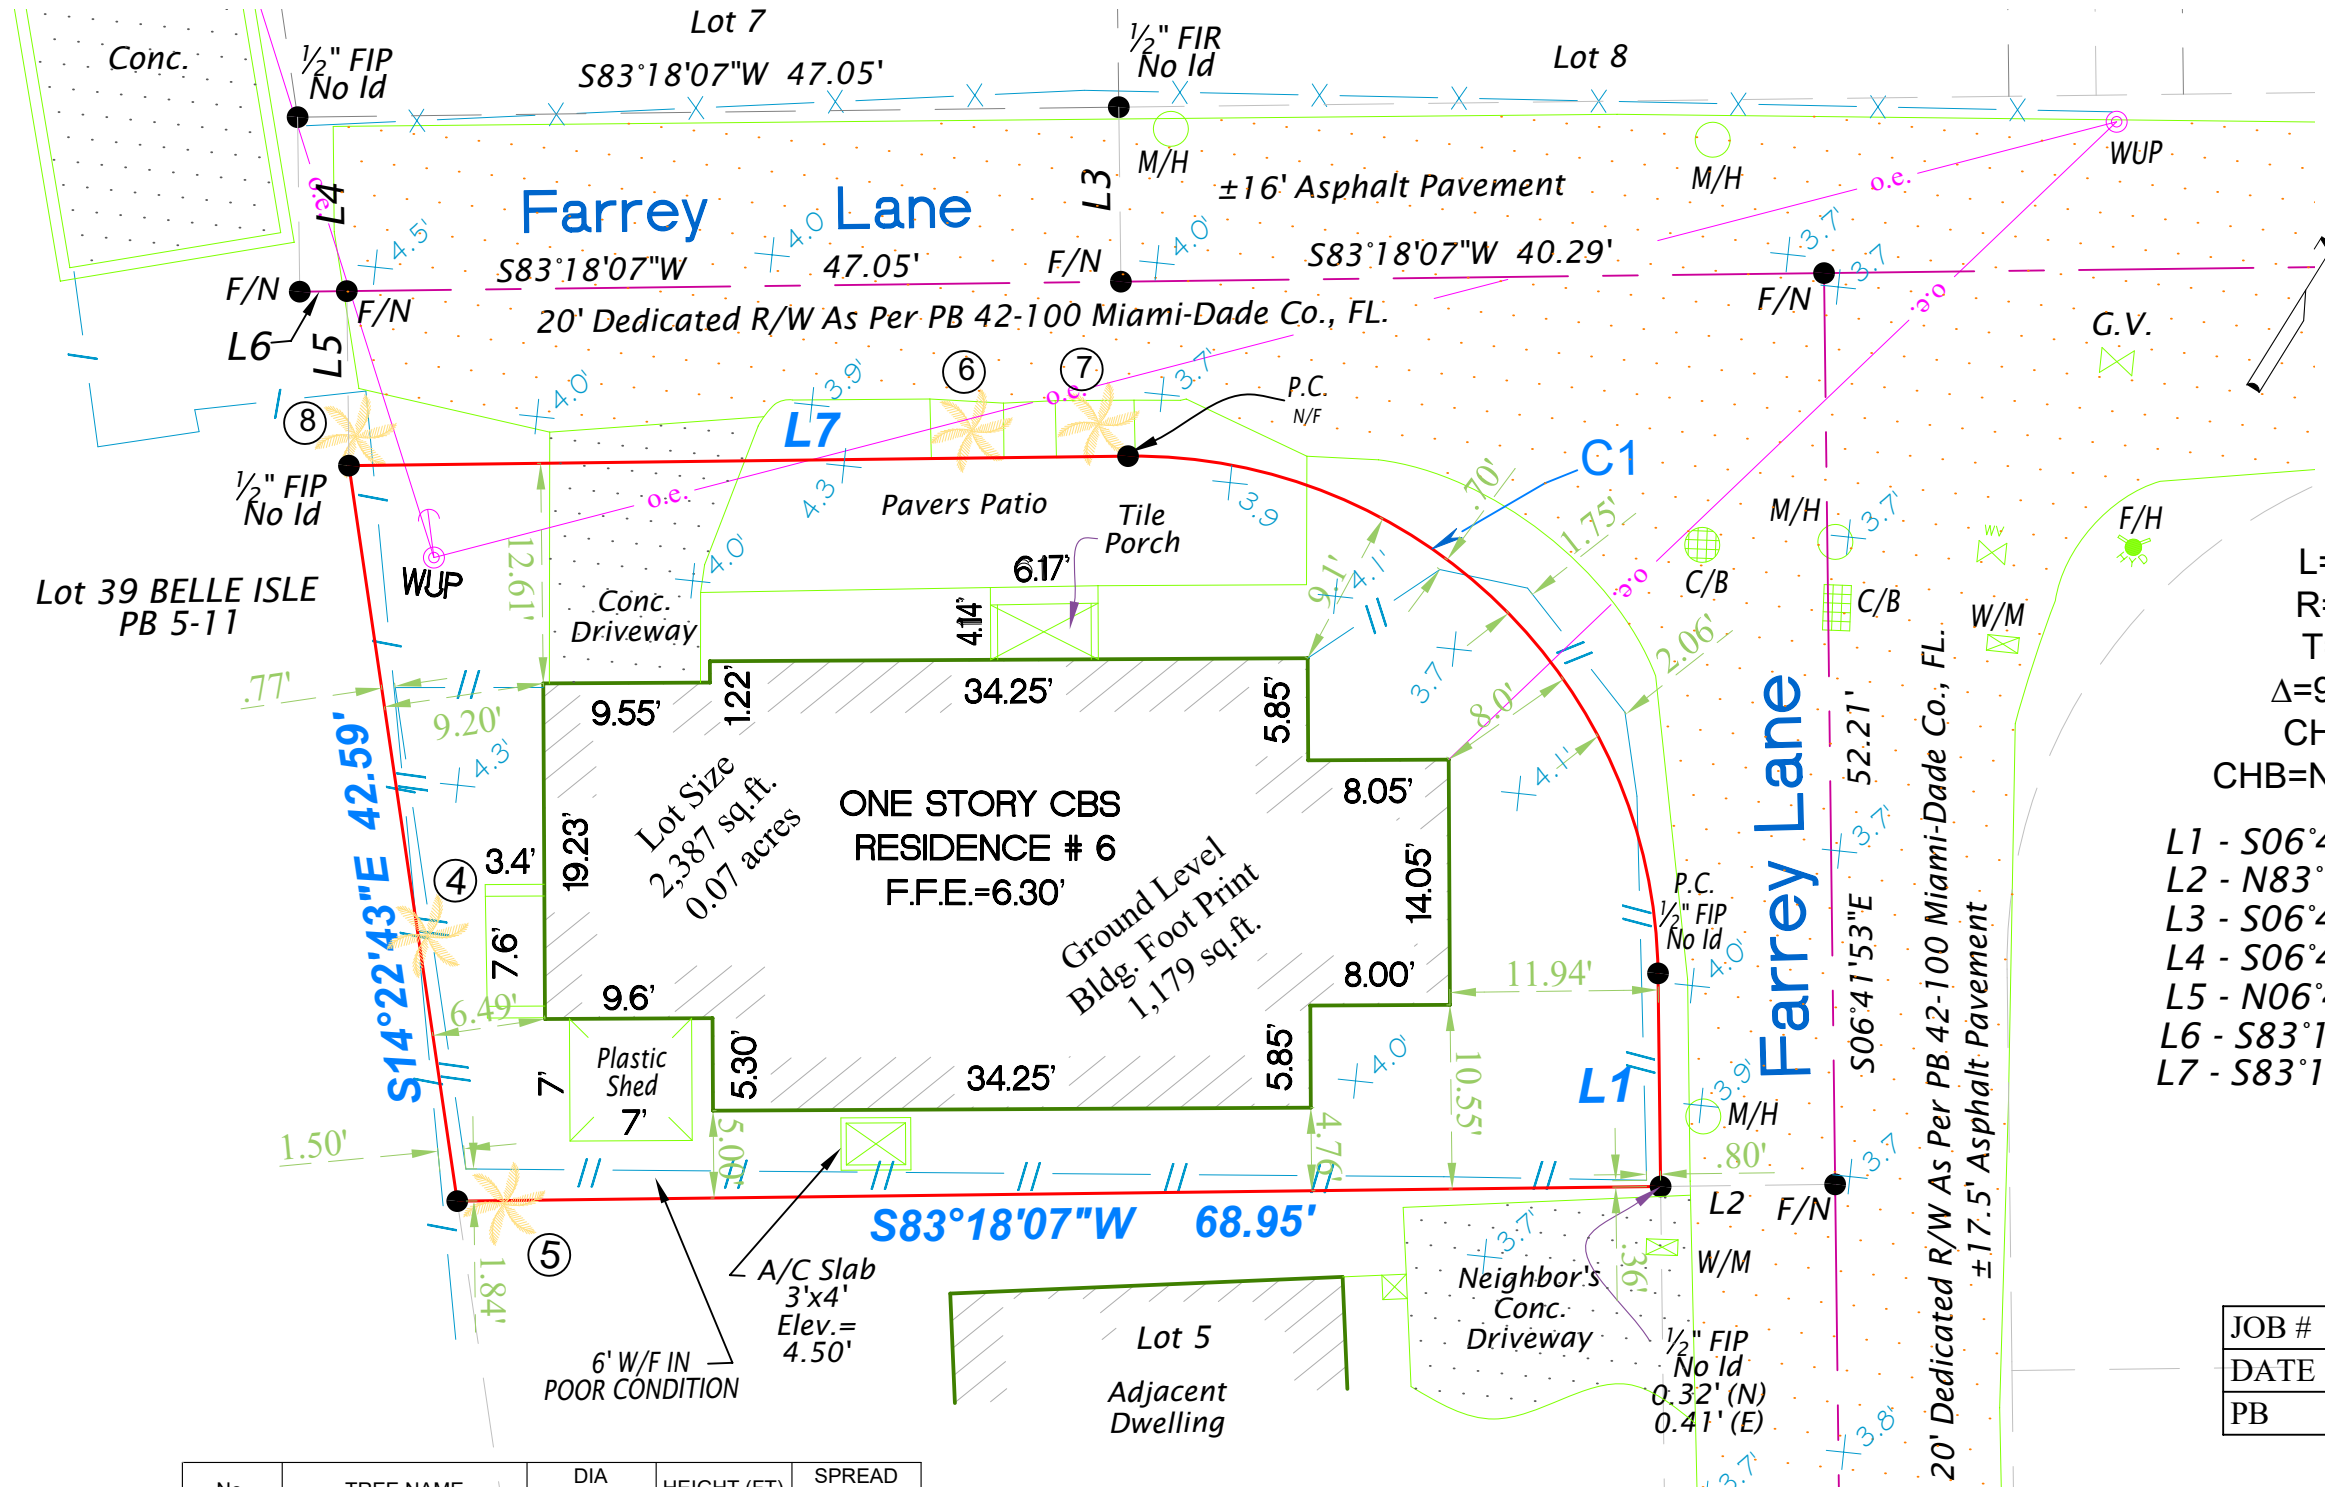 Lot 7
Conc.
½" FIP
No Id
S83°18'07"W 47.05'
½" FIR
No Id
Lot 8
M/H
M/H
WUP
o.e.
L4
L3
±16' Asphalt Pavement
o.e.
Farrey Lane
4.5'
4.0
4.0'
3.7'
3.7
S83°18'07"W 47.05'
F/N
S83°18'07"W 40.29'
F/N
F/N
F/N
o.e.
20' Dedicated R/W As Per PB 42-100 Miami-Dade Co., FL.
G.V.
L6
L5
8
4.0'
3.9'
6
7
o.e.
3.7'
P.C.
N/F
L7
½" FIP
No Id
o.e.
4.3
Pavers Patio
Tile
Porch
3.9
C1
.70'
1.75'
M/H
3.7'
WV
F/H
12.61'
4.0'
6.17'
4.14'
9.1'
4.1'
o.e.
C/B
C/B
W/M
WUP
Lot 39 BELLE ISLE
PB 5-11
Conc.
Driveway
2.06'
3.7
8.0'
.77'
9.20'
9.55'
1.22'
34.25'
5.85'
4.3'
4.1'
8.05'
Lot Size
2,387 sq.ft.
0.07 acres
ONE STORY CBS
RESIDENCE # 6
F.F.E.=6.30'
Ground Level
Bldg. Foot Print
1,179 sq.ft.
19.23'
14.05'
S14°22'43"E 42.59'
4
3.4'
7.6'
6.49'
9.6'
5.30'
34.25'
5.85'
8.00'
11.94'
P.C.
½" FIP
No Id
4.0'
Farrey Lane
S06°41'53"E 52.21'
3.7'
20' Dedicated R/W As Per PB 42-100 Miami-Dade Co., FL.
±17.5' Asphalt Pavement
Plastic
Shed
7'
7'
4.0'
10.55'
L1
3.9'
M/H
1.50'
5.00'
4.76'
.80'
3.7
L2
F/N
S83°18'07"W 68.95'
5
1.84'
A/C Slab
3'x4'
Elev.=
4.50'
6' W/F IN
POOR CONDITION
3.7'
.36'
W/M
Neighbor's
Conc.
Driveway
Lot 5
Adjacent
Dwelling
½" FIP
No Id
0.32' (N)
0.41' (E)
3.8'
3.7'
L=
R=
T
Δ=9
CH
CHB=N
L1 - S06°4
L2 - N83°
L3 - S06°4
L4 - S06°4
L5 - N06°4
L6 - S83°1
L7 - S83°1
JOB #
DATE
PB
No
TREE NAME
DIA
HEIGHT (FT)
SPREAD